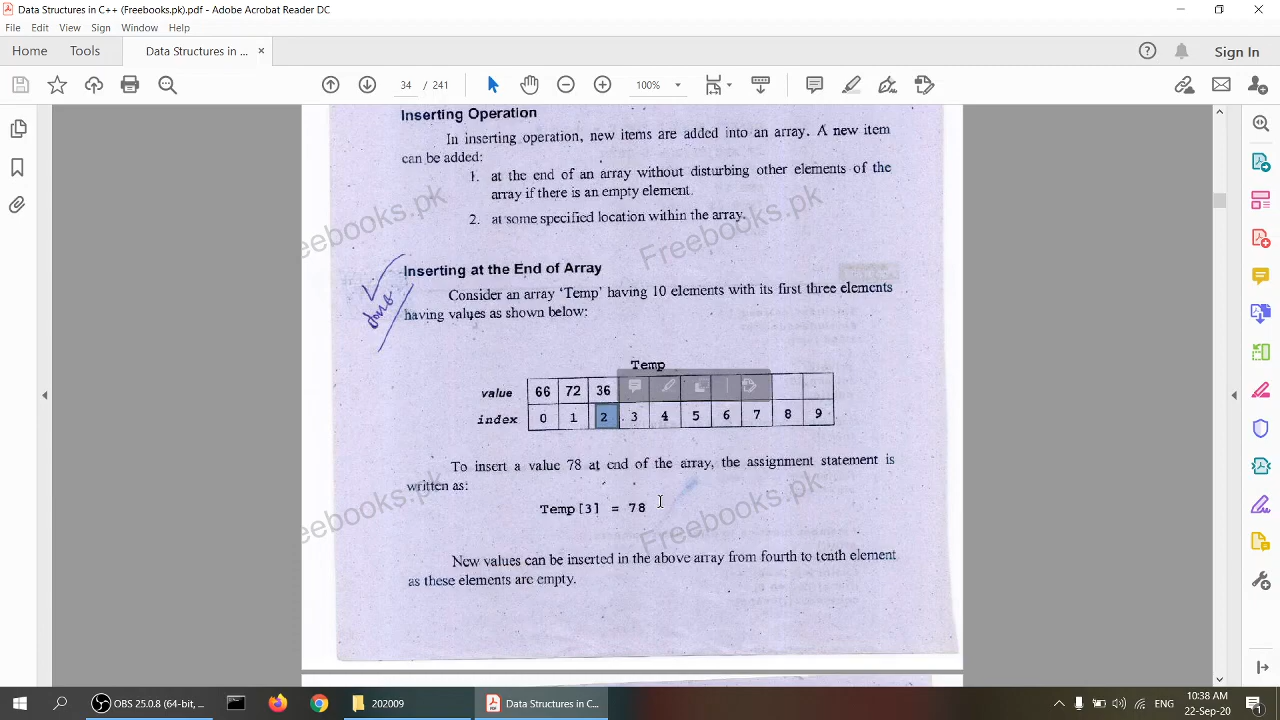 Data Structures in C++ (Freebooks.pk).pdf - Adobe Acrobat Reader DC
File Edit View Sign Window Help
Home Tools Data Structures in ... × Sign In
34 / 241 100%
Inserting Operation
In inserting operation, new items are added into an array. A new item
can be added:
1. at the end of an array without disturbing other elements of the
array if there is an empty element.
2. at some specified location within the array.
Freebooks.pk
Freebooks.pk
done
Inserting at the End of Array
Consider an array 'Temp' having 10 elements with its first three elements
having values as shown below:
Temp
value 66 72 36
index 0 1 2 3 4 5 6 7 8 9
To insert a value 78 at end of the array, the assignment statement is
written as:
Temp[3] = 78
Freebooks.pk
Freebooks.pk
New values can be inserted in the above array from fourth to tenth element
as these elements are empty.
OBS 25.0.8 (64-bit, ... 202009 Data Structures in C... ENG 10:38 AM
22-Sep-20